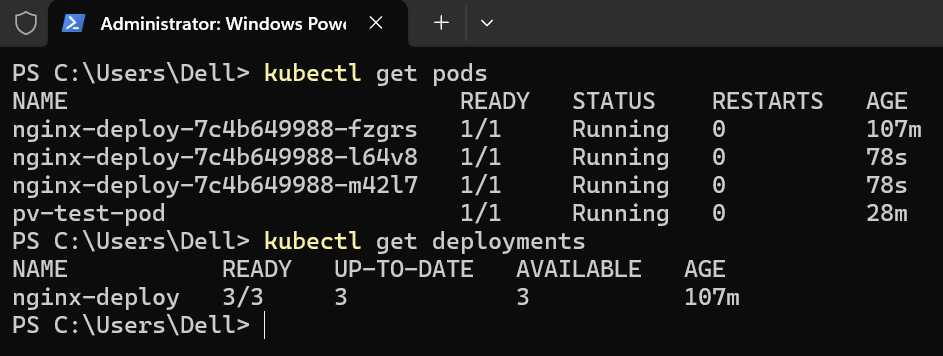 Administrator: Windows Powe
PS C:\Users\Dell> kubectl get pods
NAME                                READY   STATUS    RESTARTS   AGE
nginx-deploy-7c4b649988-fzgrs   1/1     Running   0          107m
nginx-deploy-7c4b649988-l64v8   1/1     Running   0          78s
nginx-deploy-7c4b649988-m42l7   1/1     Running   0          78s
pv-test-pod                     1/1     Running   0          28m
PS C:\Users\Dell> kubectl get deployments
NAME           READY   UP-TO-DATE   AVAILABLE   AGE
nginx-deploy   3/3     3            3           107m
PS C:\Users\Dell>